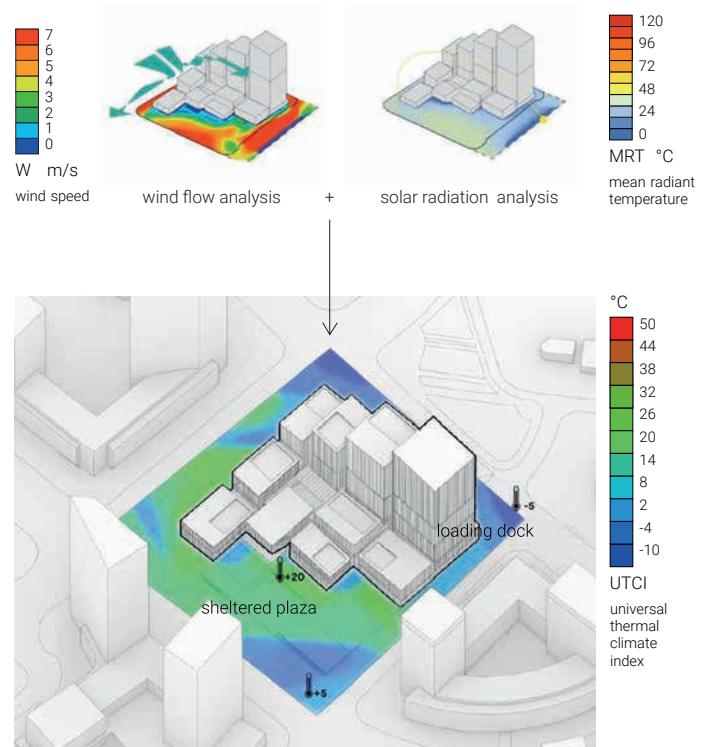 7
6
5
4
3
2
1
0
W m/s
wind speed
wind flow analysis + solar radiation analysis
120
96
72
48
24
0
MRT °C
mean radiant
temperature
°C
50
44
38
32
26
20
14
8
2
-4
-10
UTCI
universal
thermal
climate
index
-5
loading dock
+20
sheltered plaza
+5